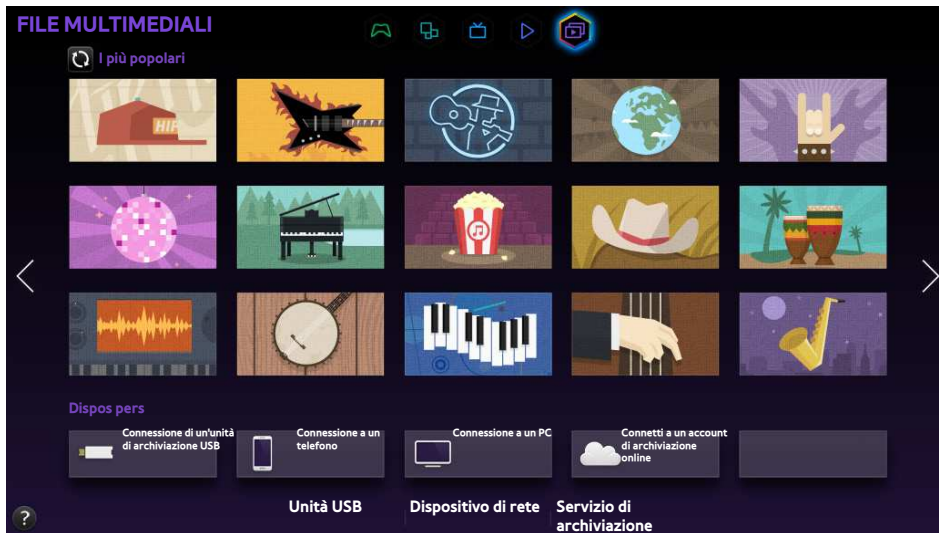 FILE MULTIMEDIALI
I più popolari
HIP
Dispos pers
Connessione di un'unità
di archiviazione USB
Connessione a un
telefono
Connessione a un PC
Connetti a un account
di archiviazione
online
Unità USB
Dispositivo di rete
Servizio di
archiviazione
?